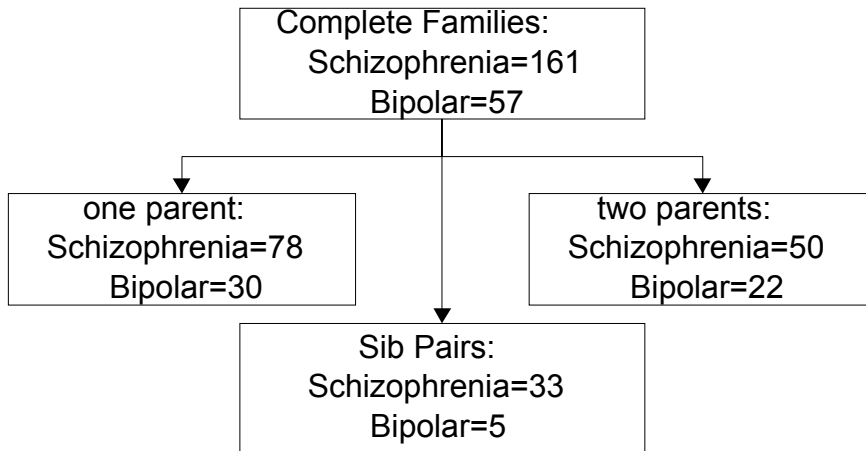 Complete Families:
Schizophrenia=161
Bipolar=57
one parent:
Schizophrenia=78
Bipolar=30
two parents:
Schizophrenia=50
Bipolar=22
Sib Pairs:
Schizophrenia=33
Bipolar=5